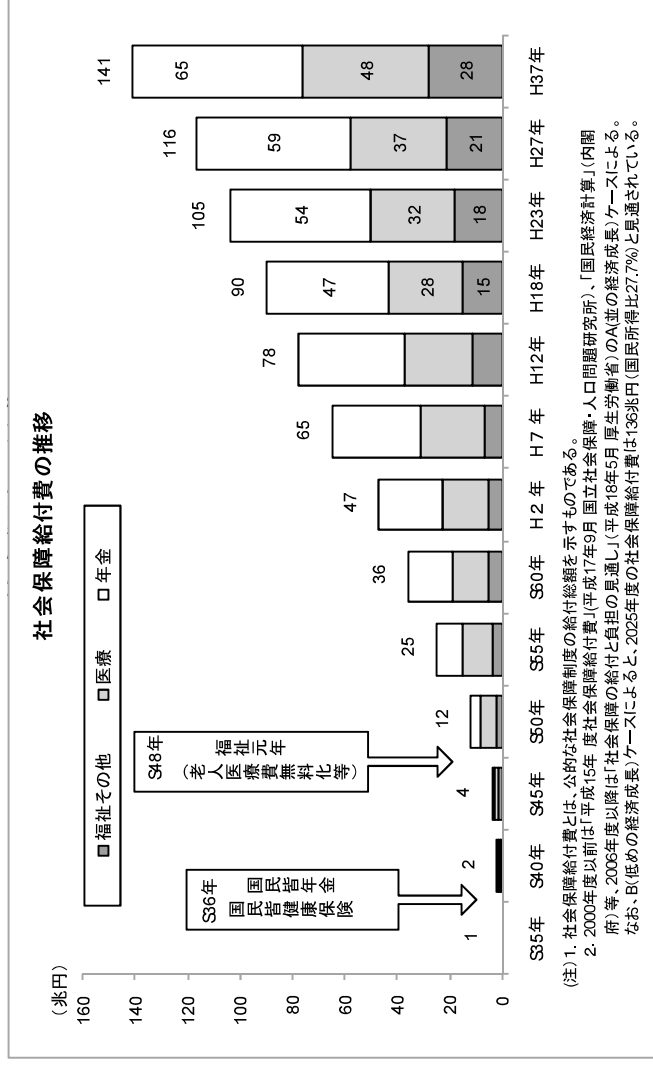 社会保障給付費の推移
(兆円)
■福祉その他 □医療 □年金
160
140
120
100
80
60
40
20
0
S36年
国民皆年金
国民皆健康保険
S48年
福祉元年
(老人医療費無料化等)
1
2
4
12
25
36
47
65
78
90
47
28
15
105
54
32
18
116
59
37
21
141
65
48
28
S35年 S40年 S45年 S50年 S55年 S60年 H2年 H7年 H12年 H18年 H23年 H27年 H37年
(注)1. 社会保障給付費とは、公的な社会保障制度の給付総額を示すものである。
2. 2000年度以前は「平成15年度社会保障給付費」(平成17年9月 国立社会保障・人口問題研究所)、「国民経済計算」(内閣
府)等、2006年度以降は「社会保障の給付と負担の見通し」(平成18年5月 厚生労働省)のA(並の経済成長)ケースによる。
なお、B(低めの経済成長)ケースによると、2025年度の社会保障給付費は136兆円(国民所得比27.7%)と見通されている。